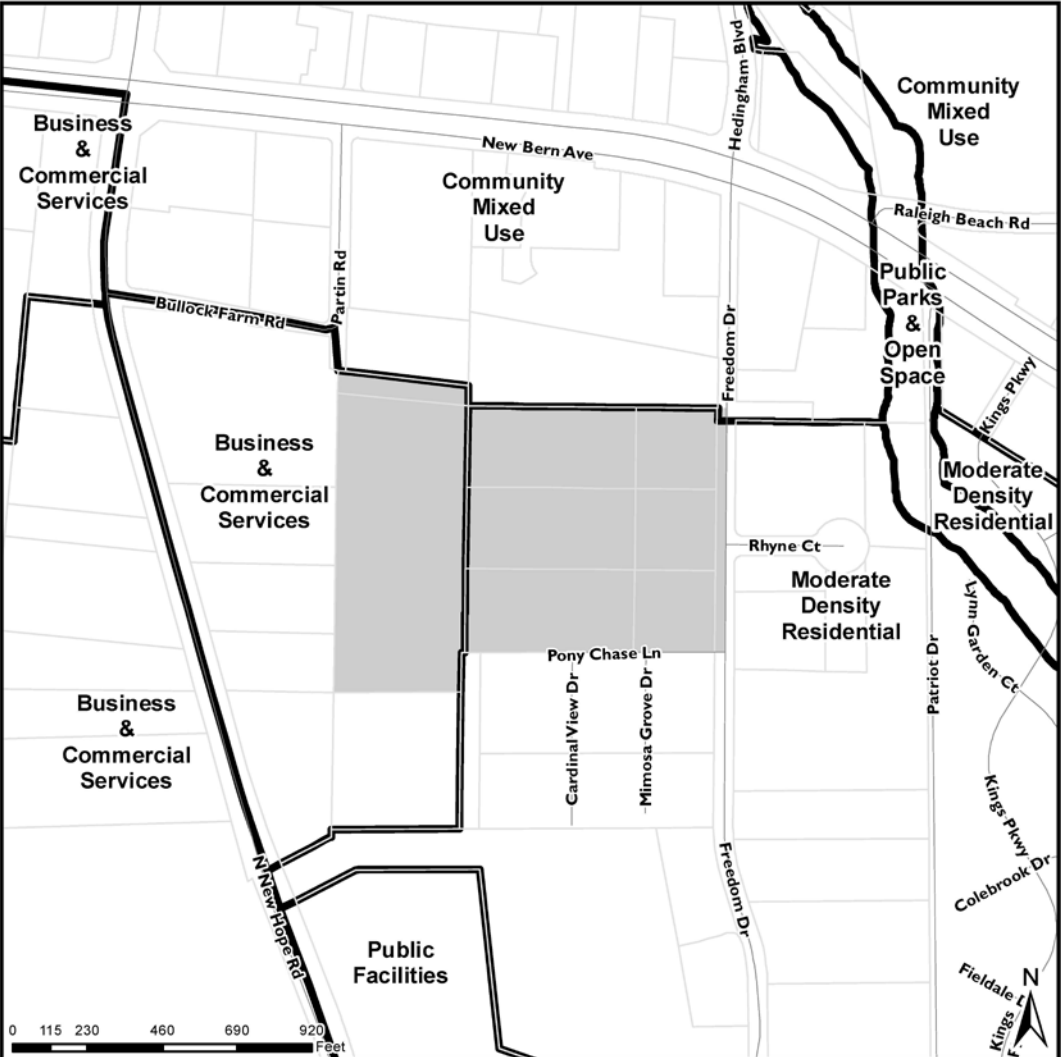 Hedingham Blvd
Community
Mixed
Use
Business
&
Commercial
Services
New Bern Ave
Community
Mixed
Use
Raleigh Beach Rd
Public
Parks
&
Open
Space
Partin Rd
Bullock Farm Rd
Freedom Dr
Kings Pkwy
Business
&
Commercial
Services
Moderate
Density
Residential
Rhyne Ct
Moderate
Density
Residential
Lynn Garden Ct
Pony Chase Ln
Patriot Dr
Cardinal View Dr
Mimosa Grove Dr
Business
&
Commercial
Services
Kings Pkwy
N New Hope Rd
Freedom Dr
Colebrook Dr
Public
Facilities
Fieldale
N
Kings
0 115 230 460 690 920
Feet